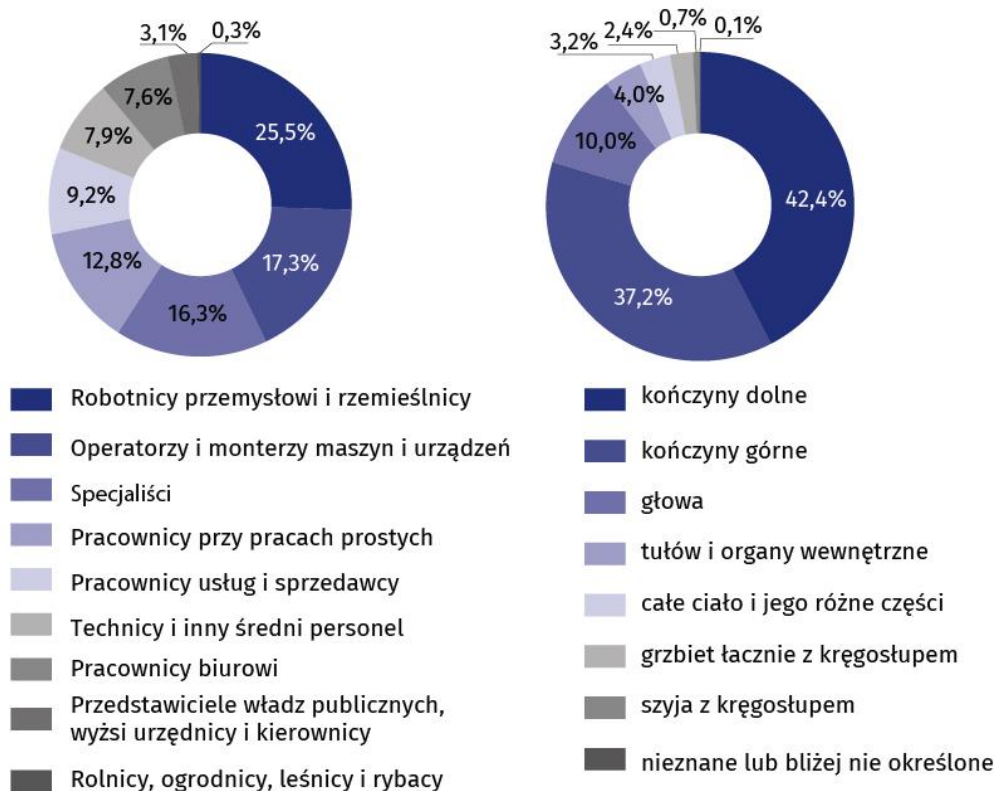 3,1%
0,3%
7,6%
25,5%
7,9%
9,2%
17,3%
12,8%
16,3%
Robotnicy przemysłowi i rzemieślnicy
Operatorzy i monterzy maszyn i urządzeń
Specjaliści
Pracownicy przy pracach prostych
Pracownicy usług i sprzedawcy
Technicy i inny średni personel
Pracownicy biurowi
Przedstawiciele władz publicznych,
wyżsi urzędnicy i kierownicy
Rolnicy, ogrodnicy, leśnicy i rybacy
0,7%
2,4%
0,1%
3,2%
4,0%
10,0%
42,4%
37,2%
kończyny dolne
kończyny górne
głowa
tułów i organy wewnętrzne
całe ciało i jego różne części
grzbiet łacznie z kręgosłupem
szyja z kręgosłupem
nieznane lub bliżej nie określone